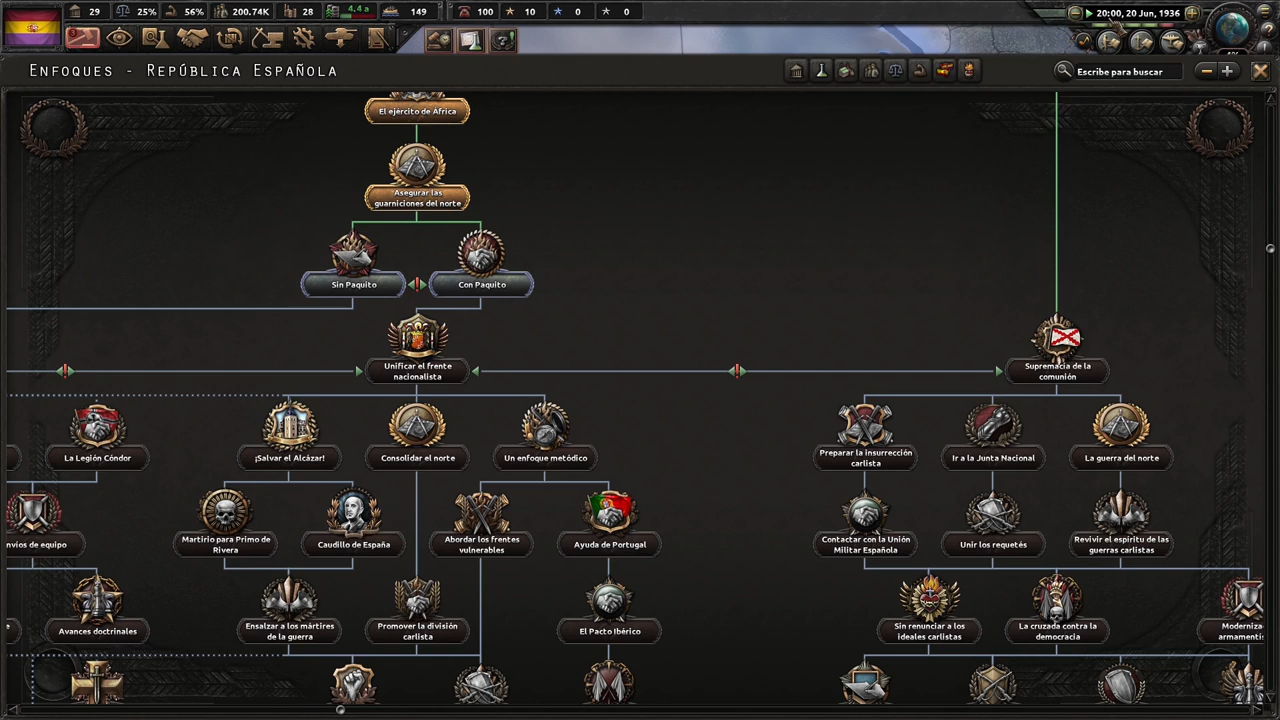 29
25%
56%
200.74K
28
4.4 a
149
100
10
0
0
20:00, 20 Jun, 1936
Enfoques - República Española
Escribe para buscar
El ejército de África
Asegurar las
guarniciones del norte
Sin Paquito
Con Paquito
Unificar el frente
nacionalista
Supremacía de la
comunión
La Legión Cóndor
¡Salvar el Alcázar!
Consolidar el norte
Un enfoque metódico
Preparar la insurrección
carlista
Ir a la Junta Nacional
La guerra del norte
nvíos de equipo
Martirio para Primo de
Rivera
Caudillo de España
Abordar los frentes
vulnerables
Ayuda de Portugal
Contactar con la Unión
Militar Española
Unir los requetés
Revivir el espíritu de las
guerras carlistas
Avances doctrinales
Ensalzar a los mártires
de la guerra
Promover la división
carlista
El Pacto Ibérico
Sin renunciar a los
ideales carlistas
La cruzada contra la
democracia
Moderniza
armamentís